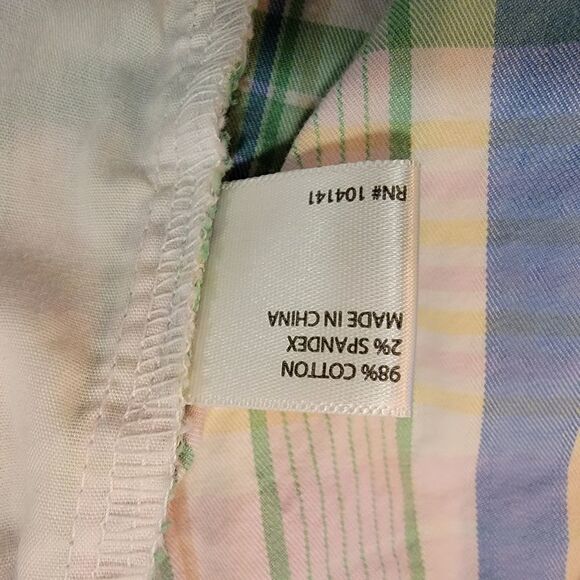 98% COTTON
2% SPANDEX
MADE IN CHINA
RN# 104141